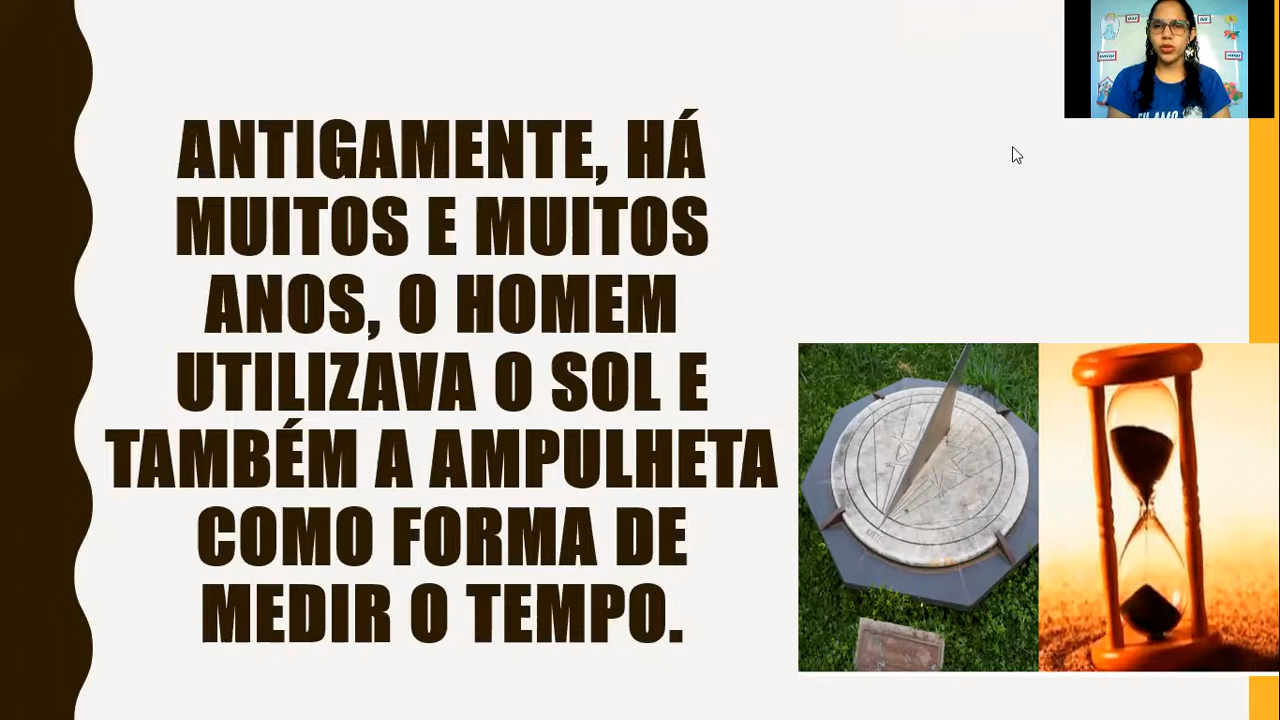 ANTIGAMENTE, HÁ
MUITOS E MUITOS
ANOS, O HOMEM
UTILIZAVA O SOL E
TAMBÉM A AMPULHETA
COMO FORMA DE
MEDIR O TEMPO.